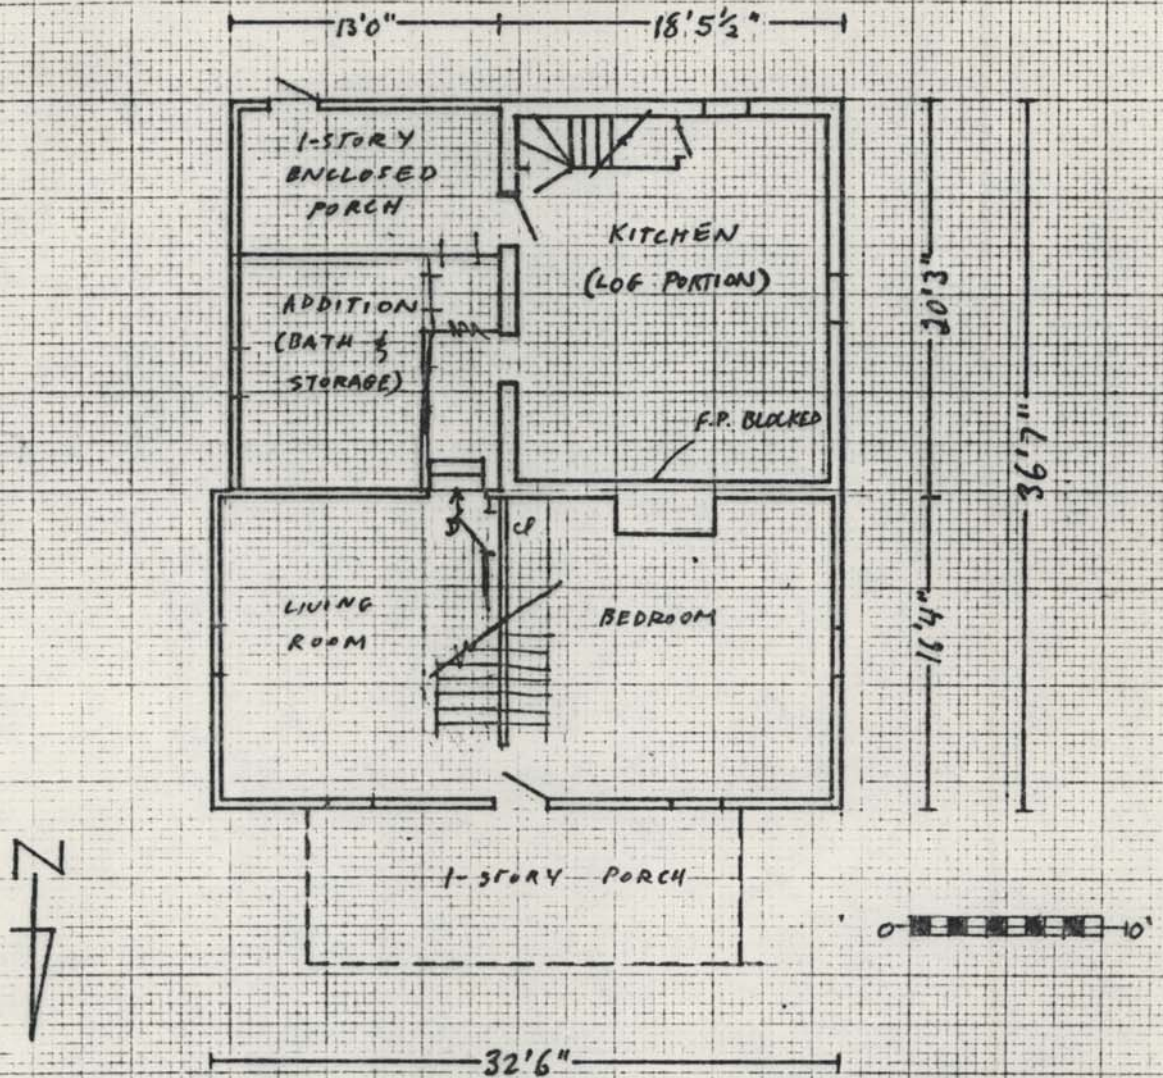 13'0" 18'5½"
1-STORY
ENCLOSED
PORCH
KITCHEN
(LOG PORTION)
ADDITION
(BATH &
STORAGE)
F.P. BLOCKED
20'3"
36'7"
16'4"
D
cl
LIVING
ROOM
BEDROOM
1-STORY PORCH
N
0 10'
32'6"